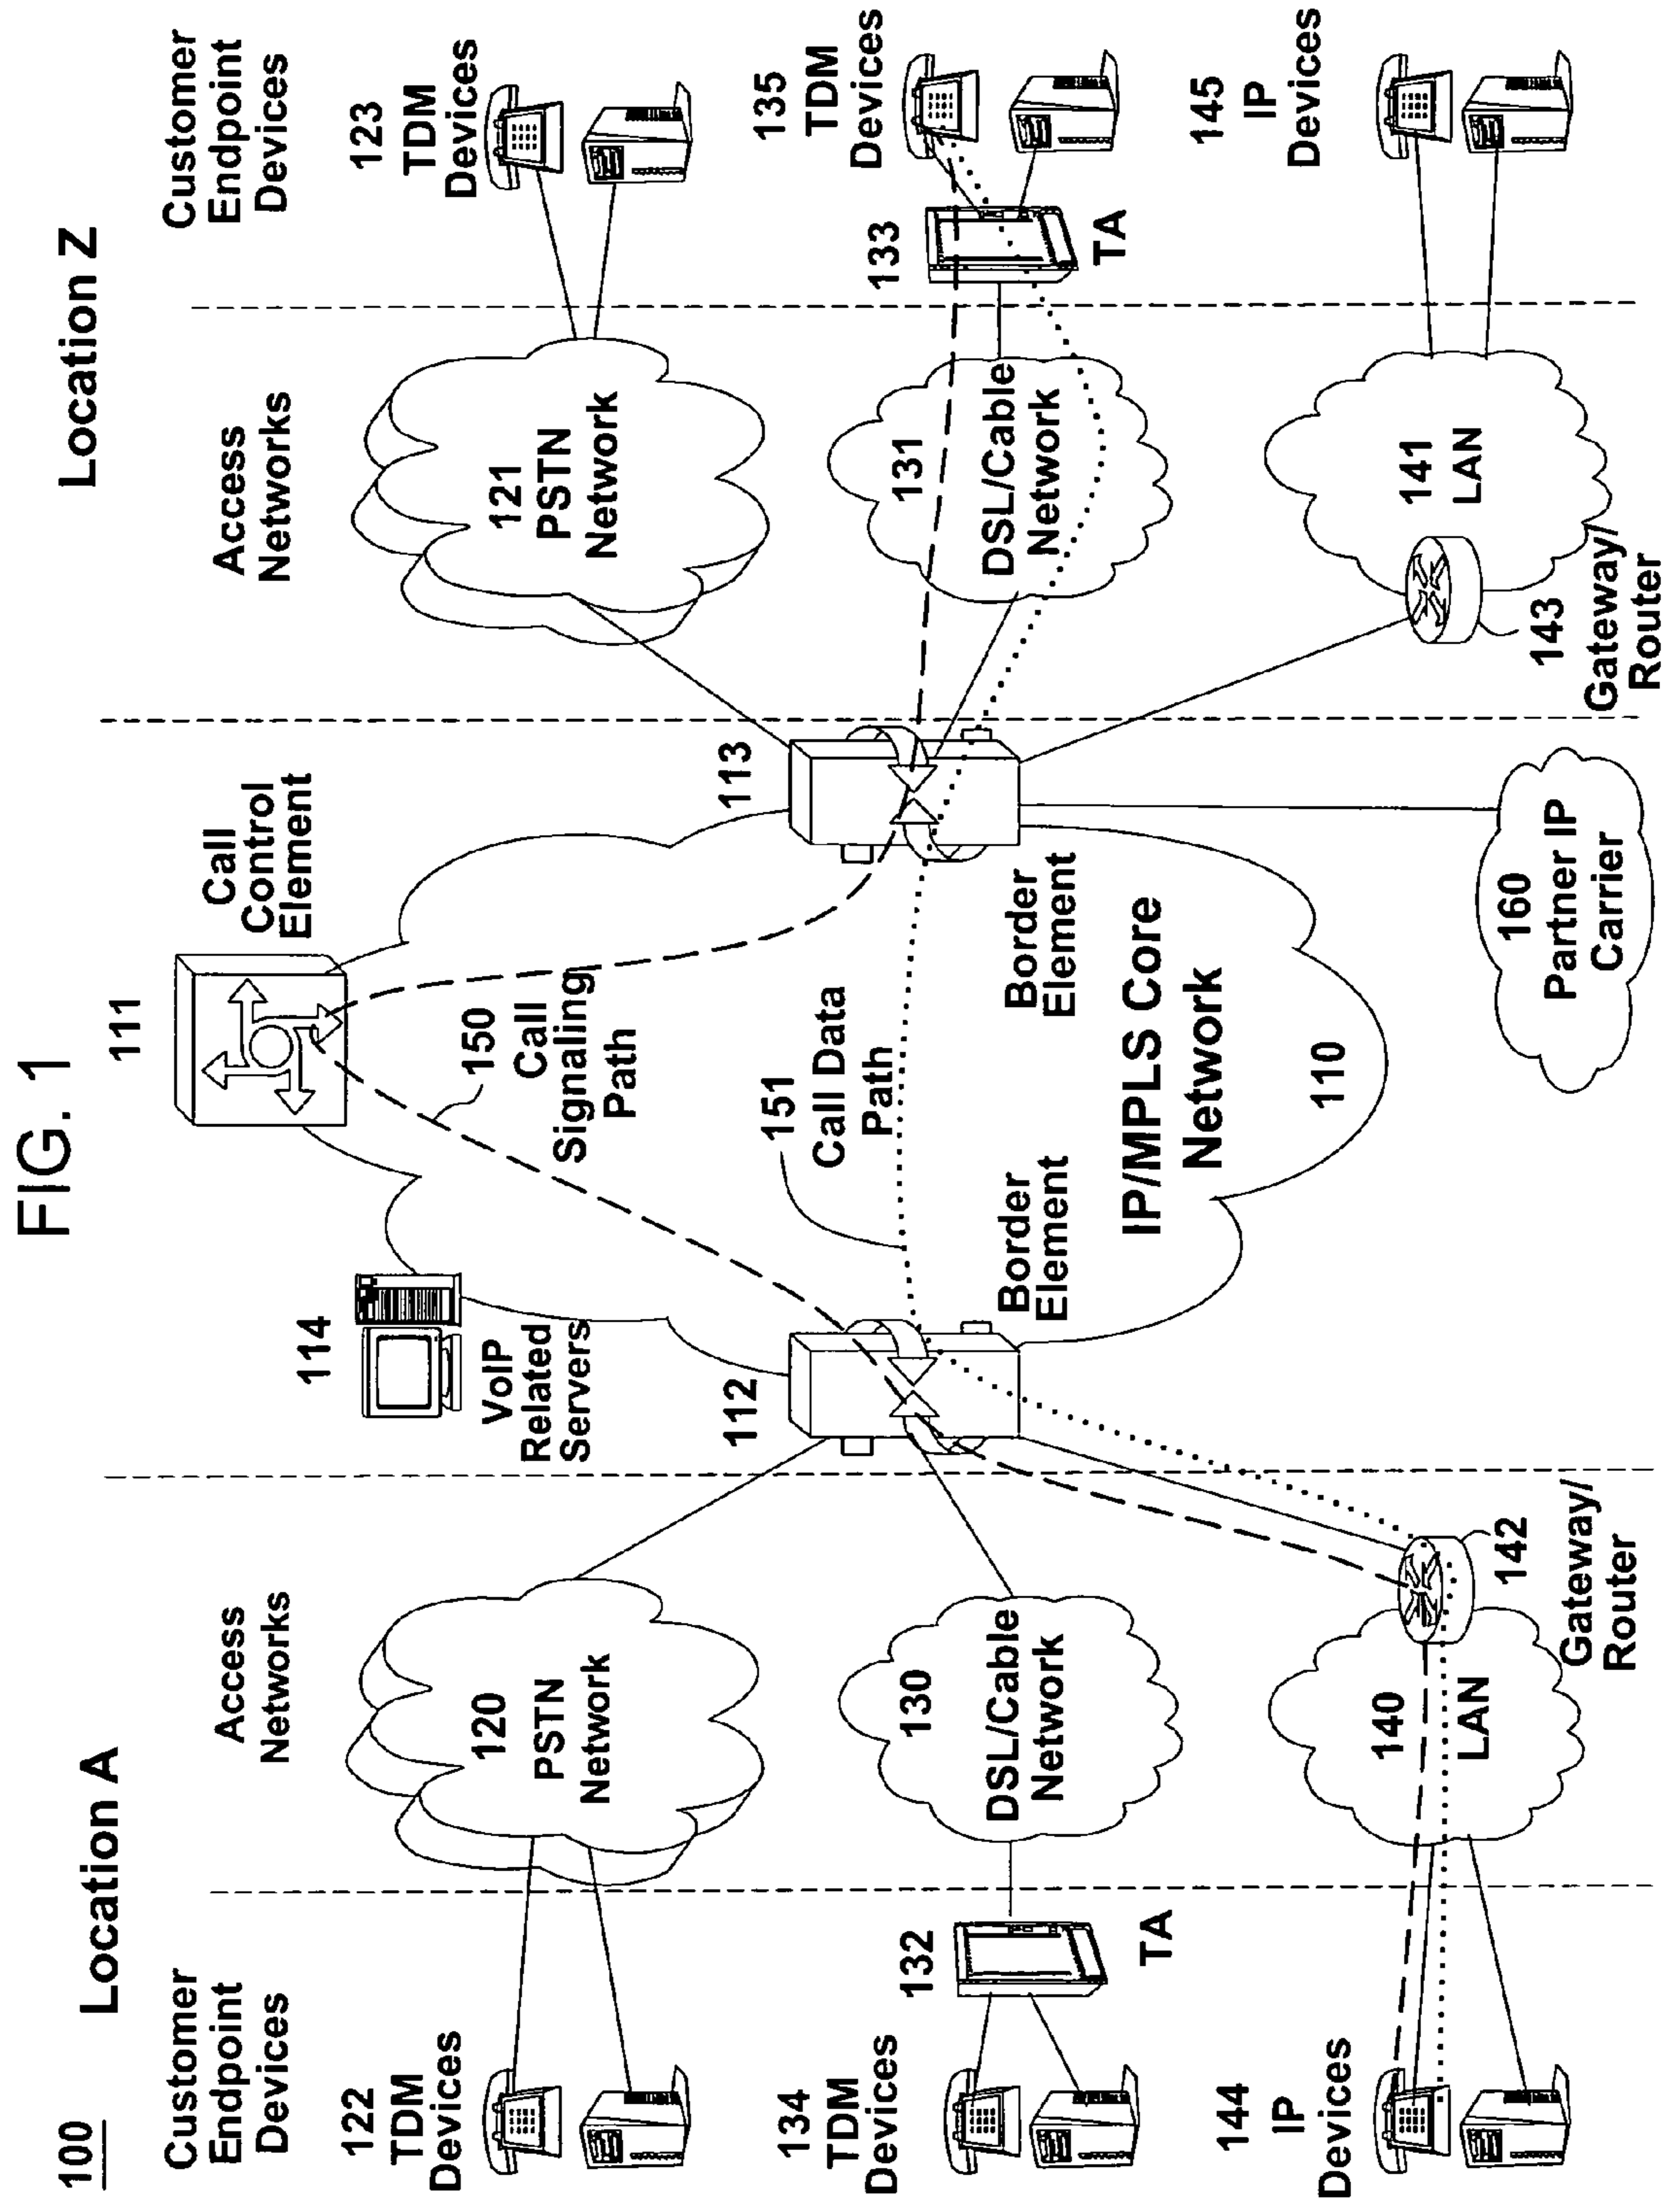 FIG. 1
100
Location A
Location Z
Customer
Endpoint
Devices
Access
Networks
111
Call
Control
Element
Access
Networks
Customer
Endpoint
Devices
122
TDM
Devices
120
PSTN
Network
114
VoIP
Related
Servers
150
Call
Signaling
Path
121
PSTN
Network
123
TDM
Devices
134
TDM
Devices
132
TA
130
DSL/Cable
Network
112
Border
Element
151
Call Data
Path
113
Border
Element
131
DSL/Cable
Network
133
TA
135
TDM
Devices
IP/MPLS Core
Network
110
144
IP
Devices
140
LAN
142
Gateway/
Router
160
Partner IP
Carrier
143
Gateway/
Router
141
LAN
145
IP
Devices